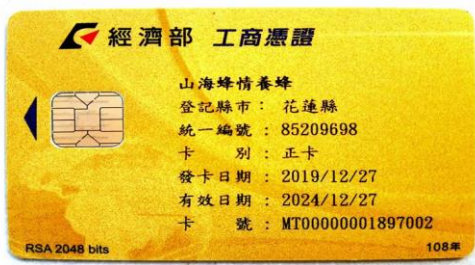 經濟部 工商憑證
山海蜂情養蜂
登記縣市： 花蓮縣
統一編號：85209698
卡　別：正卡
發卡日期：2019/12/27
有效日期：2024/12/27
卡　號：MT00000001897002
RSA 2048 bits
108年